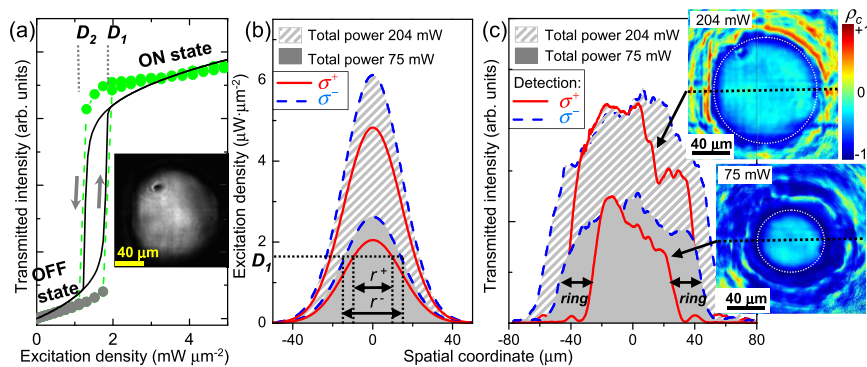 (a)
D₂ D₁
ON state
OFF state
40 µm
Transmitted intensity (arb. units)
0 2 4
Excitation density (mW µm⁻²)
(b)
Total power 204 mW
Total power 75 mW
σ⁺
σ⁻
Excitation density (µW·µm⁻²)
6
5
4
3
2
1
0
D₁
r⁺
r⁻
-40 -20 0 20 40
Spatial coordinate (µm)
(c)
Total power 204 mW
Total power 75 mW
Detection:
σ⁺
σ⁻
Transmitted intensity (arb. units)
ring
ring
-80 -40 0 40 80
204 mW
40 µm
75 mW
40 µm
ρc
+1
0
-1